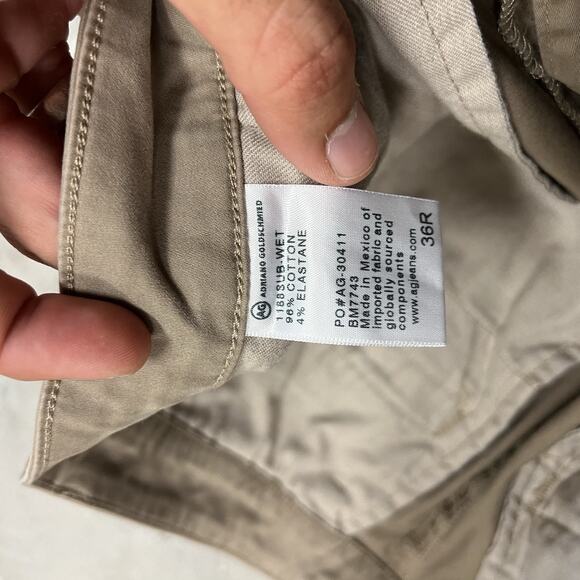 AG ADRIANO GOLDSCHMIED
1188SUB-WET
96% COTTON
4% ELASTANE
PO#AG-30411
BM7743
Made in Mexico of
imported fabric and
globally sourced
components
www.agjeans.com
36R